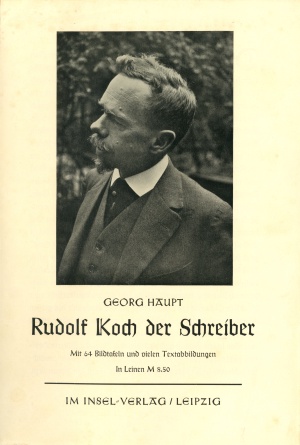 GEORG HAUPT
Rudolf Koch der Schreiber
Mit 64 Bildtafeln und vielen Textabbildungen
In Leinen M 8.50
IM INSEL-VERLAG / LEIPZIG